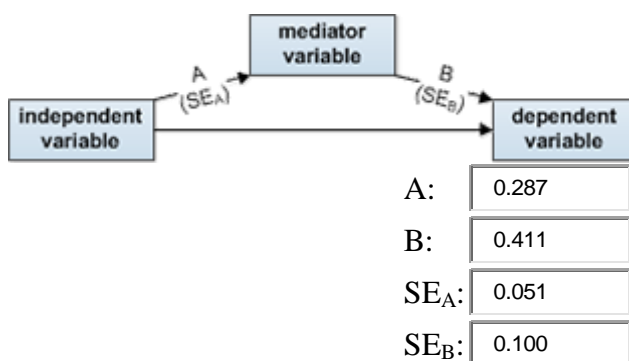 mediator
variable
A
(SEA)
B
(SEB)
independent
variable
dependent
variable
A: 0.287
B: 0.411
SEA: 0.051
SEB: 0.100